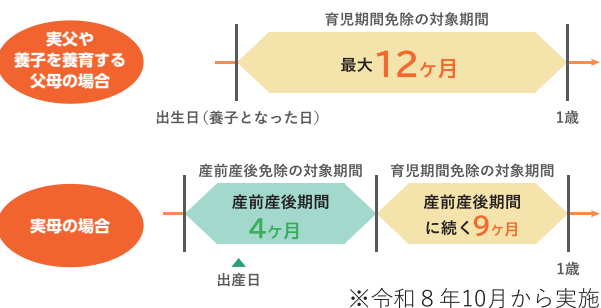 育児期間免除の対象期間
実父や
養子を養育する
父母の場合
最大12ヶ月
出生日（養子となった日）
1歳
産前産後免除の対象期間
育児期間免除の対象期間
実母の場合
産前産後期間
4ヶ月
産前産後期間
に続く9ヶ月
出産日
1歳
※令和８年10月から実施